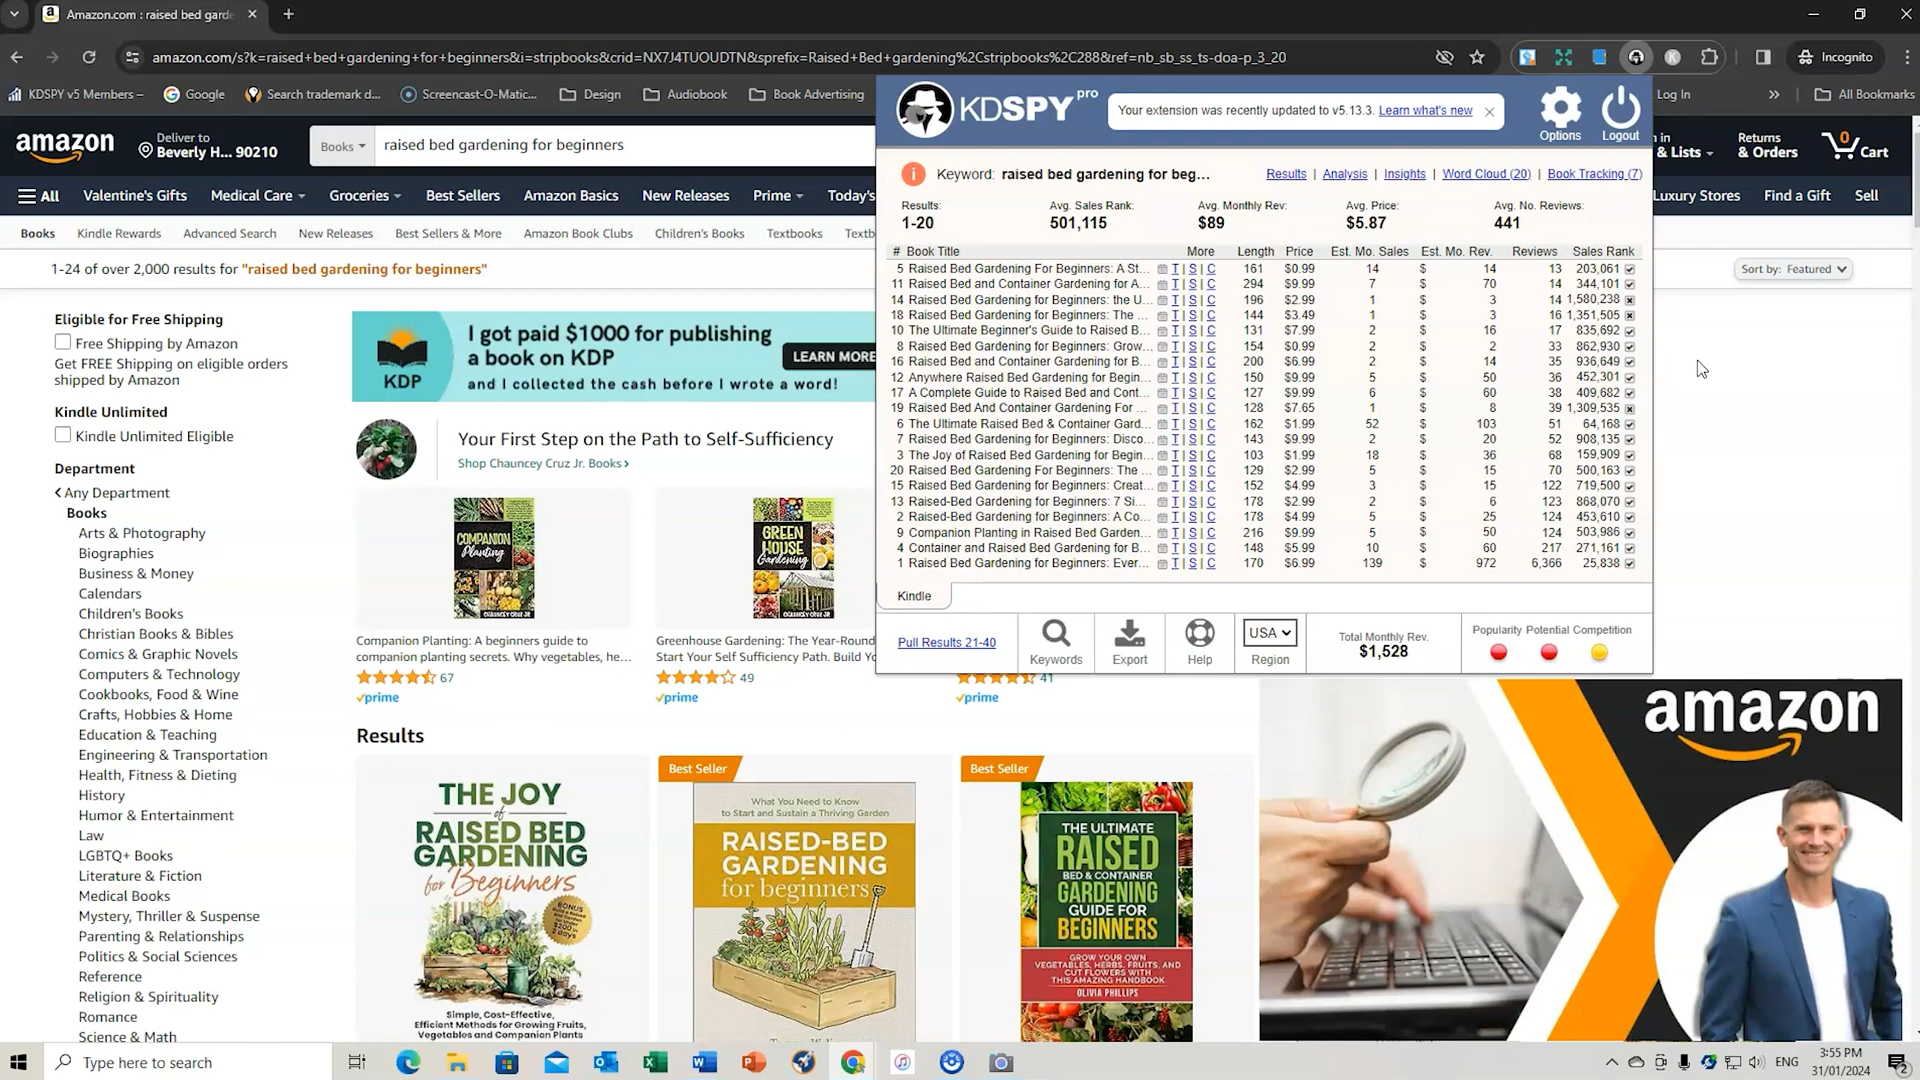 Amazon.com : raised bed garde
amazon.com/s?k=raised+bed+gardening+for+beginners&i=stripbooks&crid=NX7J4TUOUDTN&sprefix=Raised+Bed+gardening%2Cstripbooks%2C288&ref=nb_sb_ss_ts-doa-p_3_20
Incognito
KDSPY v5 Members –
Google
Search trademark d...
Screencast-O-Matic...
Design
Audiobook
Book Advertising
Log In
»
All Bookmarks
amazon
Deliver to
Beverly H... 90210
Books
raised bed gardening for beginners
n in
& Lists
Returns
& Orders
0
Cart
All
Valentine's Gifts
Medical Care
Groceries
Best Sellers
Amazon Basics
New Releases
Prime
Today's
Luxury Stores
Find a Gift
Sell
Books
Kindle Rewards
Advanced Search
New Releases
Best Sellers & More
Amazon Book Clubs
Children's Books
Textbooks
Textb
1-24 of over 2,000 results for "raised bed gardening for beginners"
Sort by: Featured
KDSPY pro
Your extension was recently updated to v5.13.3. Learn what's new
Options
Logout
Keyword: raised bed gardening for beg...
Results | Analysis | Insights | Word Cloud (20) | Book Tracking (7)
Results: Avg. Sales Rank: Avg. Monthly Rev: Avg. Price: Avg. No. Reviews:
1-20 501,115 $89 $5.87 441
# Book Title More Length Price Est. Mo. Sales Est. Mo. Rev. Reviews Sales Rank
5 Raised Bed Gardening For Beginners: A St... T | S | C 161 $0.99 14 $ 14 13 203,061
11 Raised Bed and Container Gardening for A... T | S | C 294 $9.99 7 $ 70 14 344,101
14 Raised Bed Gardening for Beginners: the U... T | S | C 196 $2.99 1 $ 3 14 1,580,238
18 Raised Bed Gardening for Beginners: The ... T | S | C 144 $3.49 1 $ 3 16 1,351,505
10 The Ultimate Beginner's Guide to Raised B... T | S | C 131 $7.99 2 $ 16 17 835,692
8 Raised Bed Gardening for Beginners: Grow... T | S | C 154 $0.99 2 $ 2 33 862,930
16 Raised Bed and Container Gardening for B... T | S | C 200 $6.99 2 $ 14 35 936,649
12 Anywhere Raised Bed Gardening for Begin... T | S | C 150 $9.99 5 $ 50 36 452,301
17 A Complete Guide to Raised Bed and Cont... T | S | C 127 $9.99 6 $ 60 38 409,682
19 Raised Bed And Container Gardening For ... T | S | C 128 $7.65 1 $ 8 39 1,309,535
6 The Ultimate Raised Bed & Container Gard... T | S | C 162 $1.99 52 $ 103 51 64,168
7 Raised Bed Gardening for Beginners: Disco... T | S | C 143 $9.99 2 $ 20 52 908,135
3 The Joy of Raised Bed Gardening for Begin... T | S | C 103 $1.99 18 $ 36 68 159,909
20 Raised Bed Gardening For Beginners: The ... T | S | C 129 $2.99 5 $ 15 70 500,163
15 Raised Bed Gardening for Beginners: Creat... T | S | C 152 $4.99 3 $ 15 122 719,500
13 Raised-Bed Gardening for Beginners: 7 Si... T | S | C 178 $2.99 2 $ 6 123 868,070
2 Raised-Bed Gardening for Beginners: A Co... T | S | C 178 $4.99 5 $ 25 124 453,610
9 Companion Planting in Raised Bed Garden... T | S | C 216 $9.99 5 $ 50 124 503,986
4 Container and Raised Bed Gardening for B... T | S | C 148 $5.99 10 $ 60 217 271,161
1 Raised Bed Gardening for Beginners: Ever... T | S | C 170 $6.99 139 $ 972 6,366 25,838
Kindle
Pull Results 21-40
Keywords
Export
Help
USA
Region
Total Monthly Rev.
$1,528
Popularity Potential Competition
Eligible for Free Shipping
Free Shipping by Amazon
Get FREE Shipping on eligible orders
shipped by Amazon
Kindle Unlimited
Kindle Unlimited Eligible
Department
Any Department
Books
Arts & Photography
Biographies
Business & Money
Calendars
Children's Books
Christian Books & Bibles
Comics & Graphic Novels
Computers & Technology
Cookbooks, Food & Wine
Crafts, Hobbies & Home
Education & Teaching
Engineering & Transportation
Health, Fitness & Dieting
History
Humor & Entertainment
Law
LGBTQ+ Books
Literature & Fiction
Medical Books
Mystery, Thriller & Suspense
Parenting & Relationships
Politics & Social Sciences
Reference
Religion & Spirituality
Romance
Science & Math
KDP
I got paid $1000 for publishing
a book on KDP
and I collected the cash before I wrote a word!
LEARN MORE
Your First Step on the Path to Self-Sufficiency
Shop Chauncey Cruz Jr. Books ›
COMPANION
Planting
CHAUNCEY CRUZ JR.
GREEN
HOUSE
Gardening
CHAUNCEY CRUZ JR.
Companion Planting: A beginners guide to
companion planting secrets. Why vegetables, he...
67
prime
Greenhouse Gardening: The Year-Round
Start Your Self Sufficiency Path. Build Yo
49
prime
41
prime
Results
THE JOY
of
RAISED BED
GARDENING
for Beginners
BONUS
Simple, Cost-Effective,
Efficient Methods for Growing Fruits,
Vegetables and Companion Plants
Best Seller
What You Need to Know
to Start and Sustain a Thriving Garden
RAISED-BED
GARDENING
for beginners
Best Seller
THE ULTIMATE
RAISED
BED & CONTAINER
GARDENING
GUIDE FOR
BEGINNERS
GROW YOUR OWN
VEGETABLES, HERBS, FRUITS, AND
CUT FLOWERS WITH
THIS AMAZING HANDBOOK
OLIVIA PHILLIPS
amazon
Type here to search
ENG
3:55 PM
31/01/2024
2